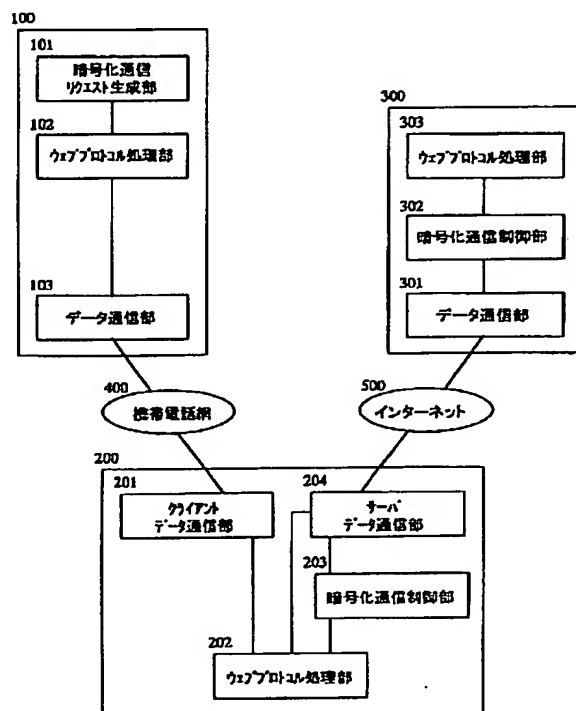 100
101
暗号化通信
リクエスト生成部
102
ウェブプロトコル処理部
103
データ通信部
300
303
ウェブプロトコル処理部
302
暗号化通信制御部
301
データ通信部
400
携帯電話網
500
インターネット
200
201
クライアント
データ通信部
204
サーバ
データ通信部
203
暗号化通信制御部
202
ウェブプロトコル処理部